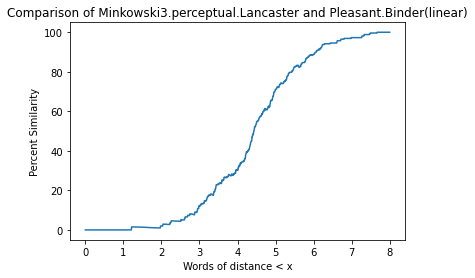 Comparison of Minkowski3.perceptual.Lancaster and Pleasant.Binder(linear)
100
80
60
40
20
0
Percent Similarity
0 1 2 3 4 5 6 7 8
Words of distance < x